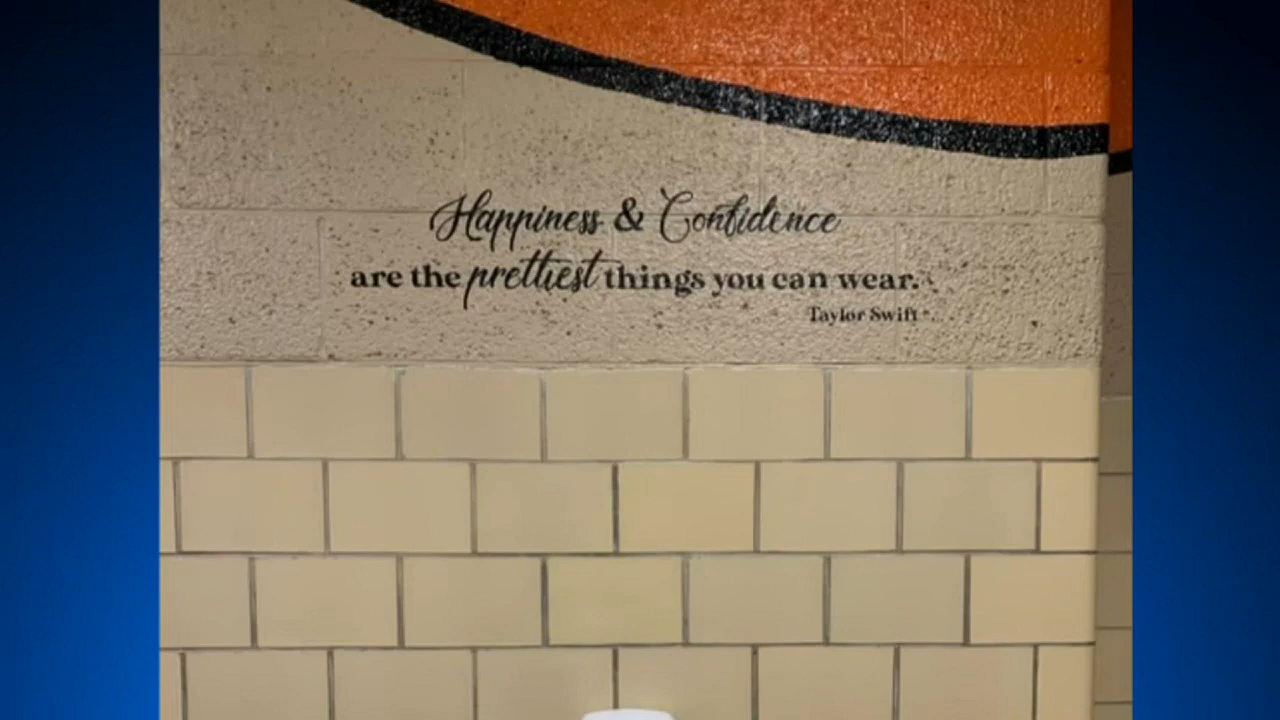 Happiness & Confidence
are the prettiest things you can wear.
Taylor Swift